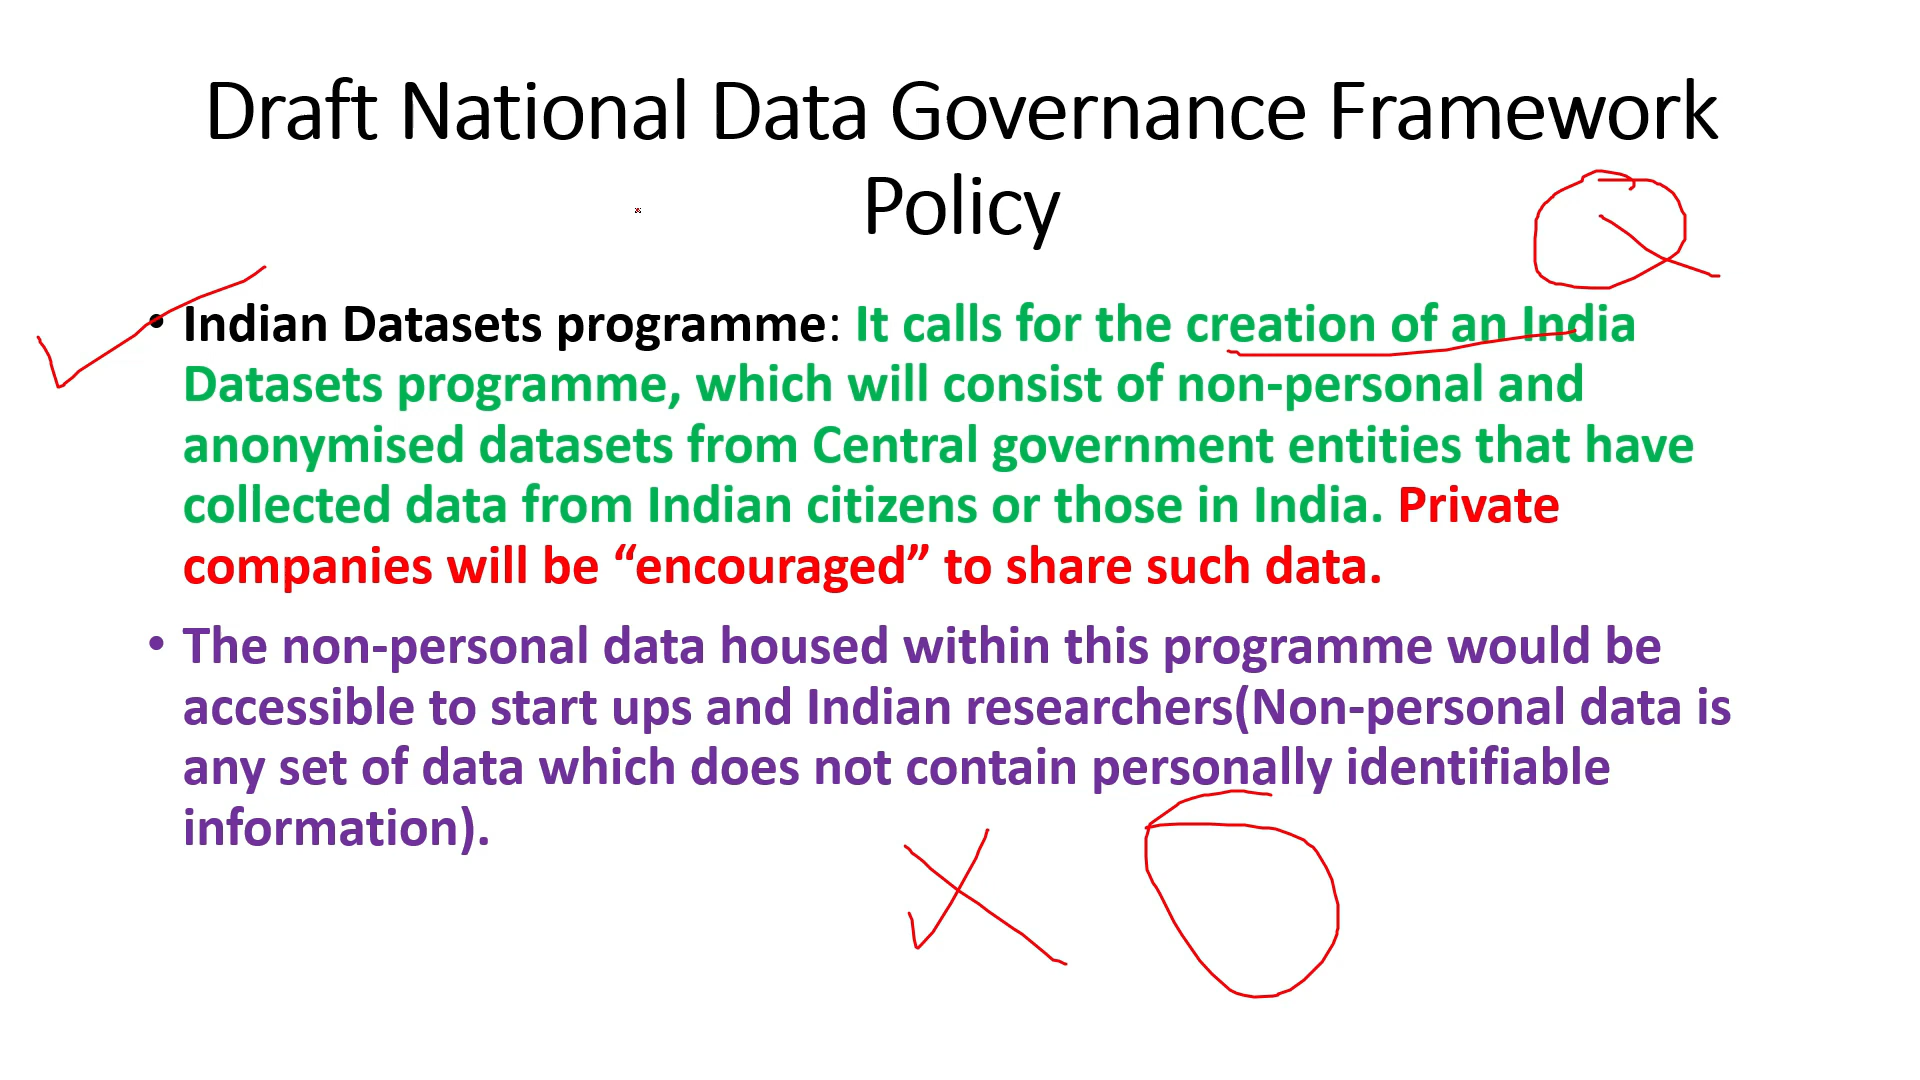 Draft National Data Governance Framework
Policy
• Indian Datasets programme: It calls for the creation of an India
Datasets programme, which will consist of non-personal and
anonymised datasets from Central government entities that have
collected data from Indian citizens or those in India. Private
companies will be “encouraged” to share such data.
• The non-personal data housed within this programme would be
accessible to start ups and Indian researchers(Non-personal data is
any set of data which does not contain personally identifiable
information).